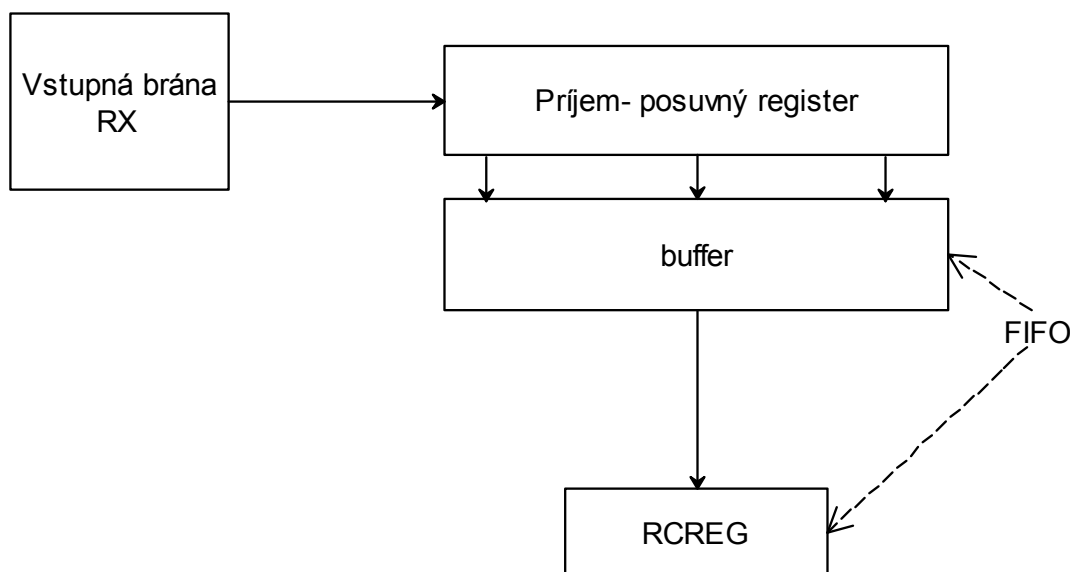 Vstupná brána
RX
Príjem- posuvný register
buffer
FIFO
RCREG